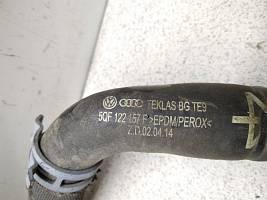 TEKLAS BG TE9
5QF 122 157 F >EPDM/PEROX<
Z.D.02.04.14